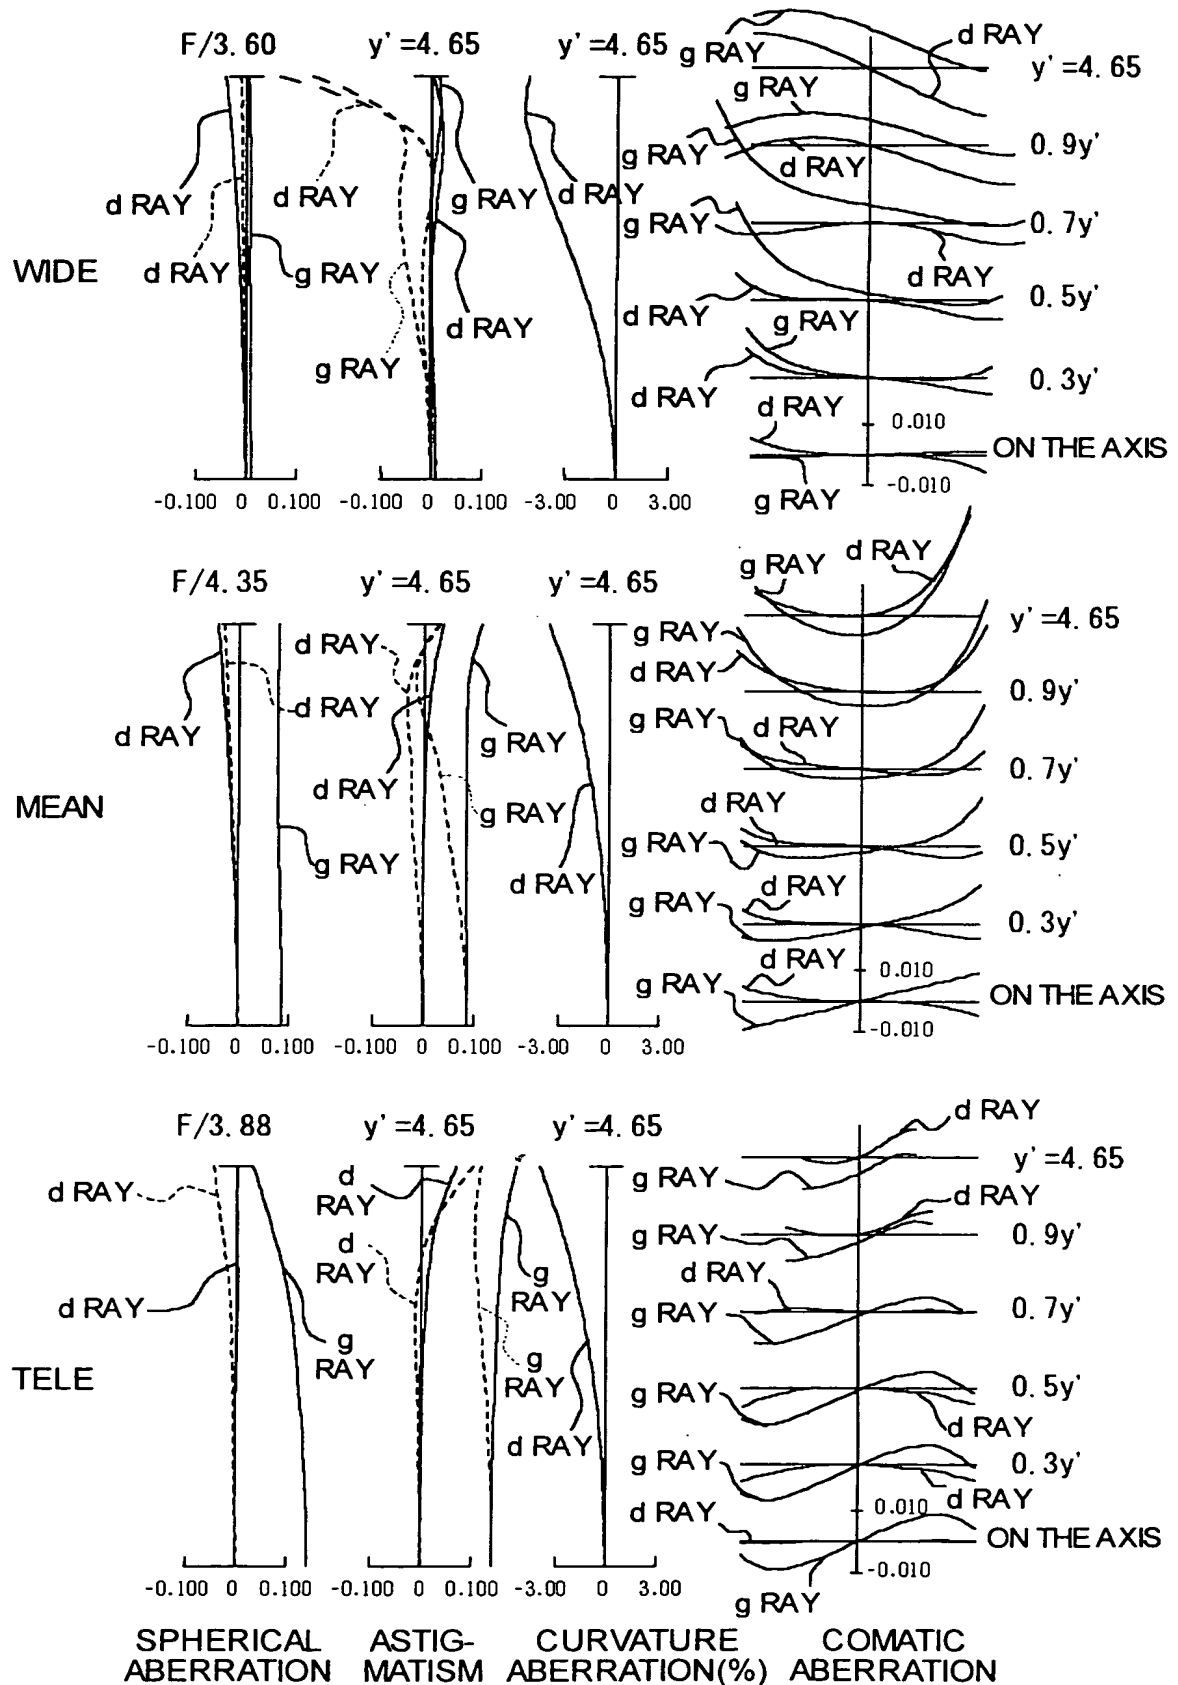 F/3.60
y'=4.65
y'=4.65
g RAY
d RAY
y'=4.65
g RAY
g RAY
d RAY
0.9y'
d RAY
d RAY
g RAY
d RAY
g RAY
0.7y'
WIDE
d RAY
g RAY
d RAY
d RAY
d RAY
0.5y'
g RAY
g RAY
d RAY
0.3y'
d RAY
0.010
ON THE AXIS
-0.010
g RAY
-0.100 0 0.100
-0.100 0 0.100
-3.00 0 3.00
F/4.35
y'=4.65
y'=4.65
g RAY
d RAY
y'=4.65
d RAY
g RAY
d RAY
0.9y'
d RAY
d RAY
g RAY
g RAY
d RAY
0.7y'
MEAN
d RAY
g RAY
d RAY
g RAY
0.5y'
g RAY
d RAY
d RAY
g RAY
0.3y'
d RAY
g RAY
0.010
ON THE AXIS
-0.010
-0.100 0 0.100
-0.100 0 0.100
-3.00 0 3.00
F/3.88
y'=4.65
y'=4.65
d RAY
g RAY
y'=4.65
d RAY
d
RAY
d RAY
g RAY
0.9y'
d
RAY
g
RAY
d RAY
d RAY
g RAY
0.7y'
TELE
g
RAY
g
RAY
g RAY
0.5y'
d RAY
d RAY
g RAY
0.3y'
d RAY
d RAY
0.010
ON THE AXIS
-0.010
g RAY
-0.100 0 0.100
-0.100 0 0.100
-3.00 0 3.00
SPHERICAL
ABERRATION
ASTIG-
MATISM
CURVATURE
ABERRATION(%)
COMATIC
ABERRATION